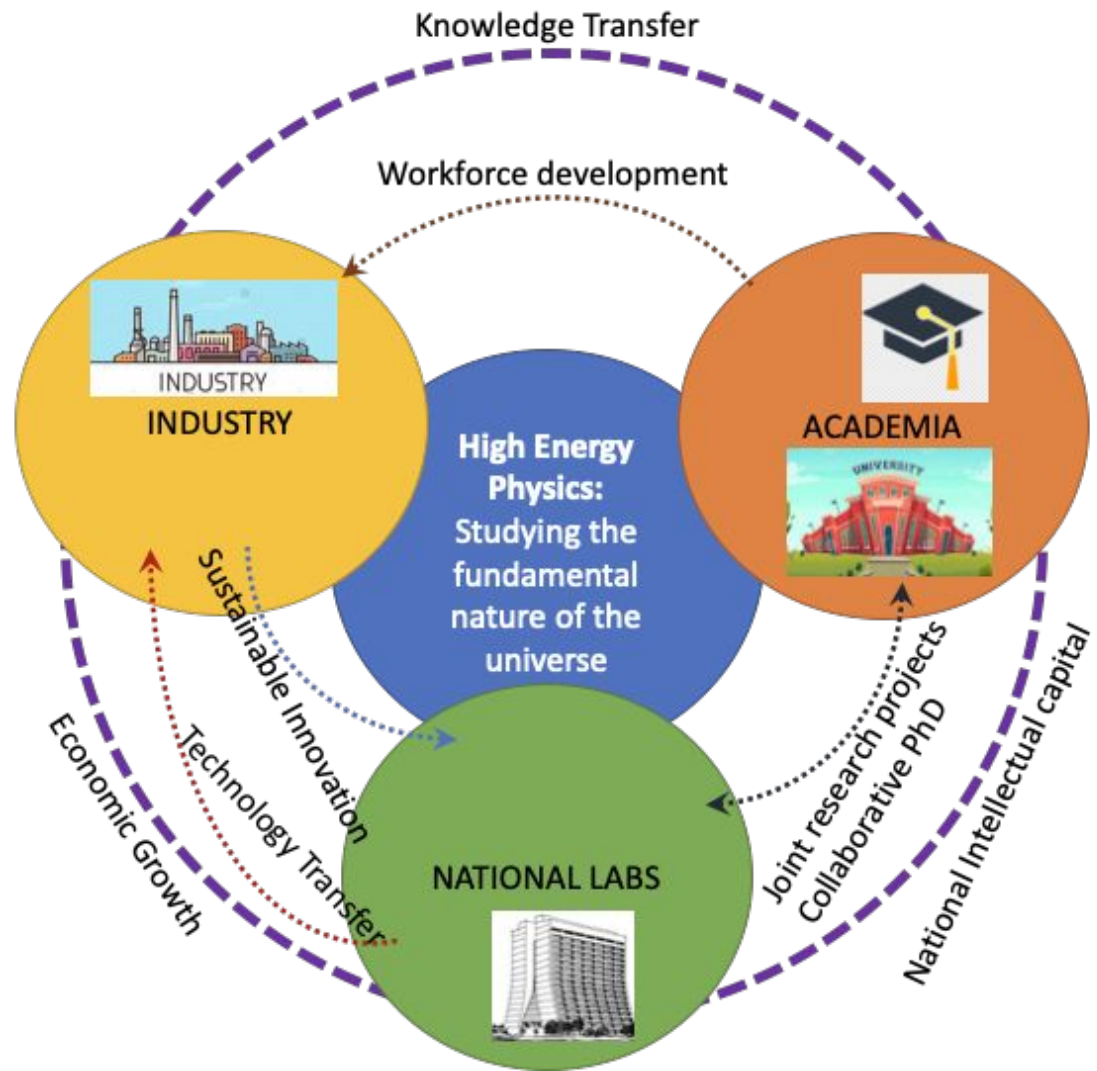 Knowledge Transfer
Workforce development
INDUSTRY
INDUSTRY
ACADEMIA
UNIVERSITY
High Energy
Physics:
Studying the
fundamental
nature of the
universe
Sustainable Innovation
Technology Transfer
Economic Growth
NATIONAL LABS
Joint research projects
Collaborative PhD
National Intellectual capital